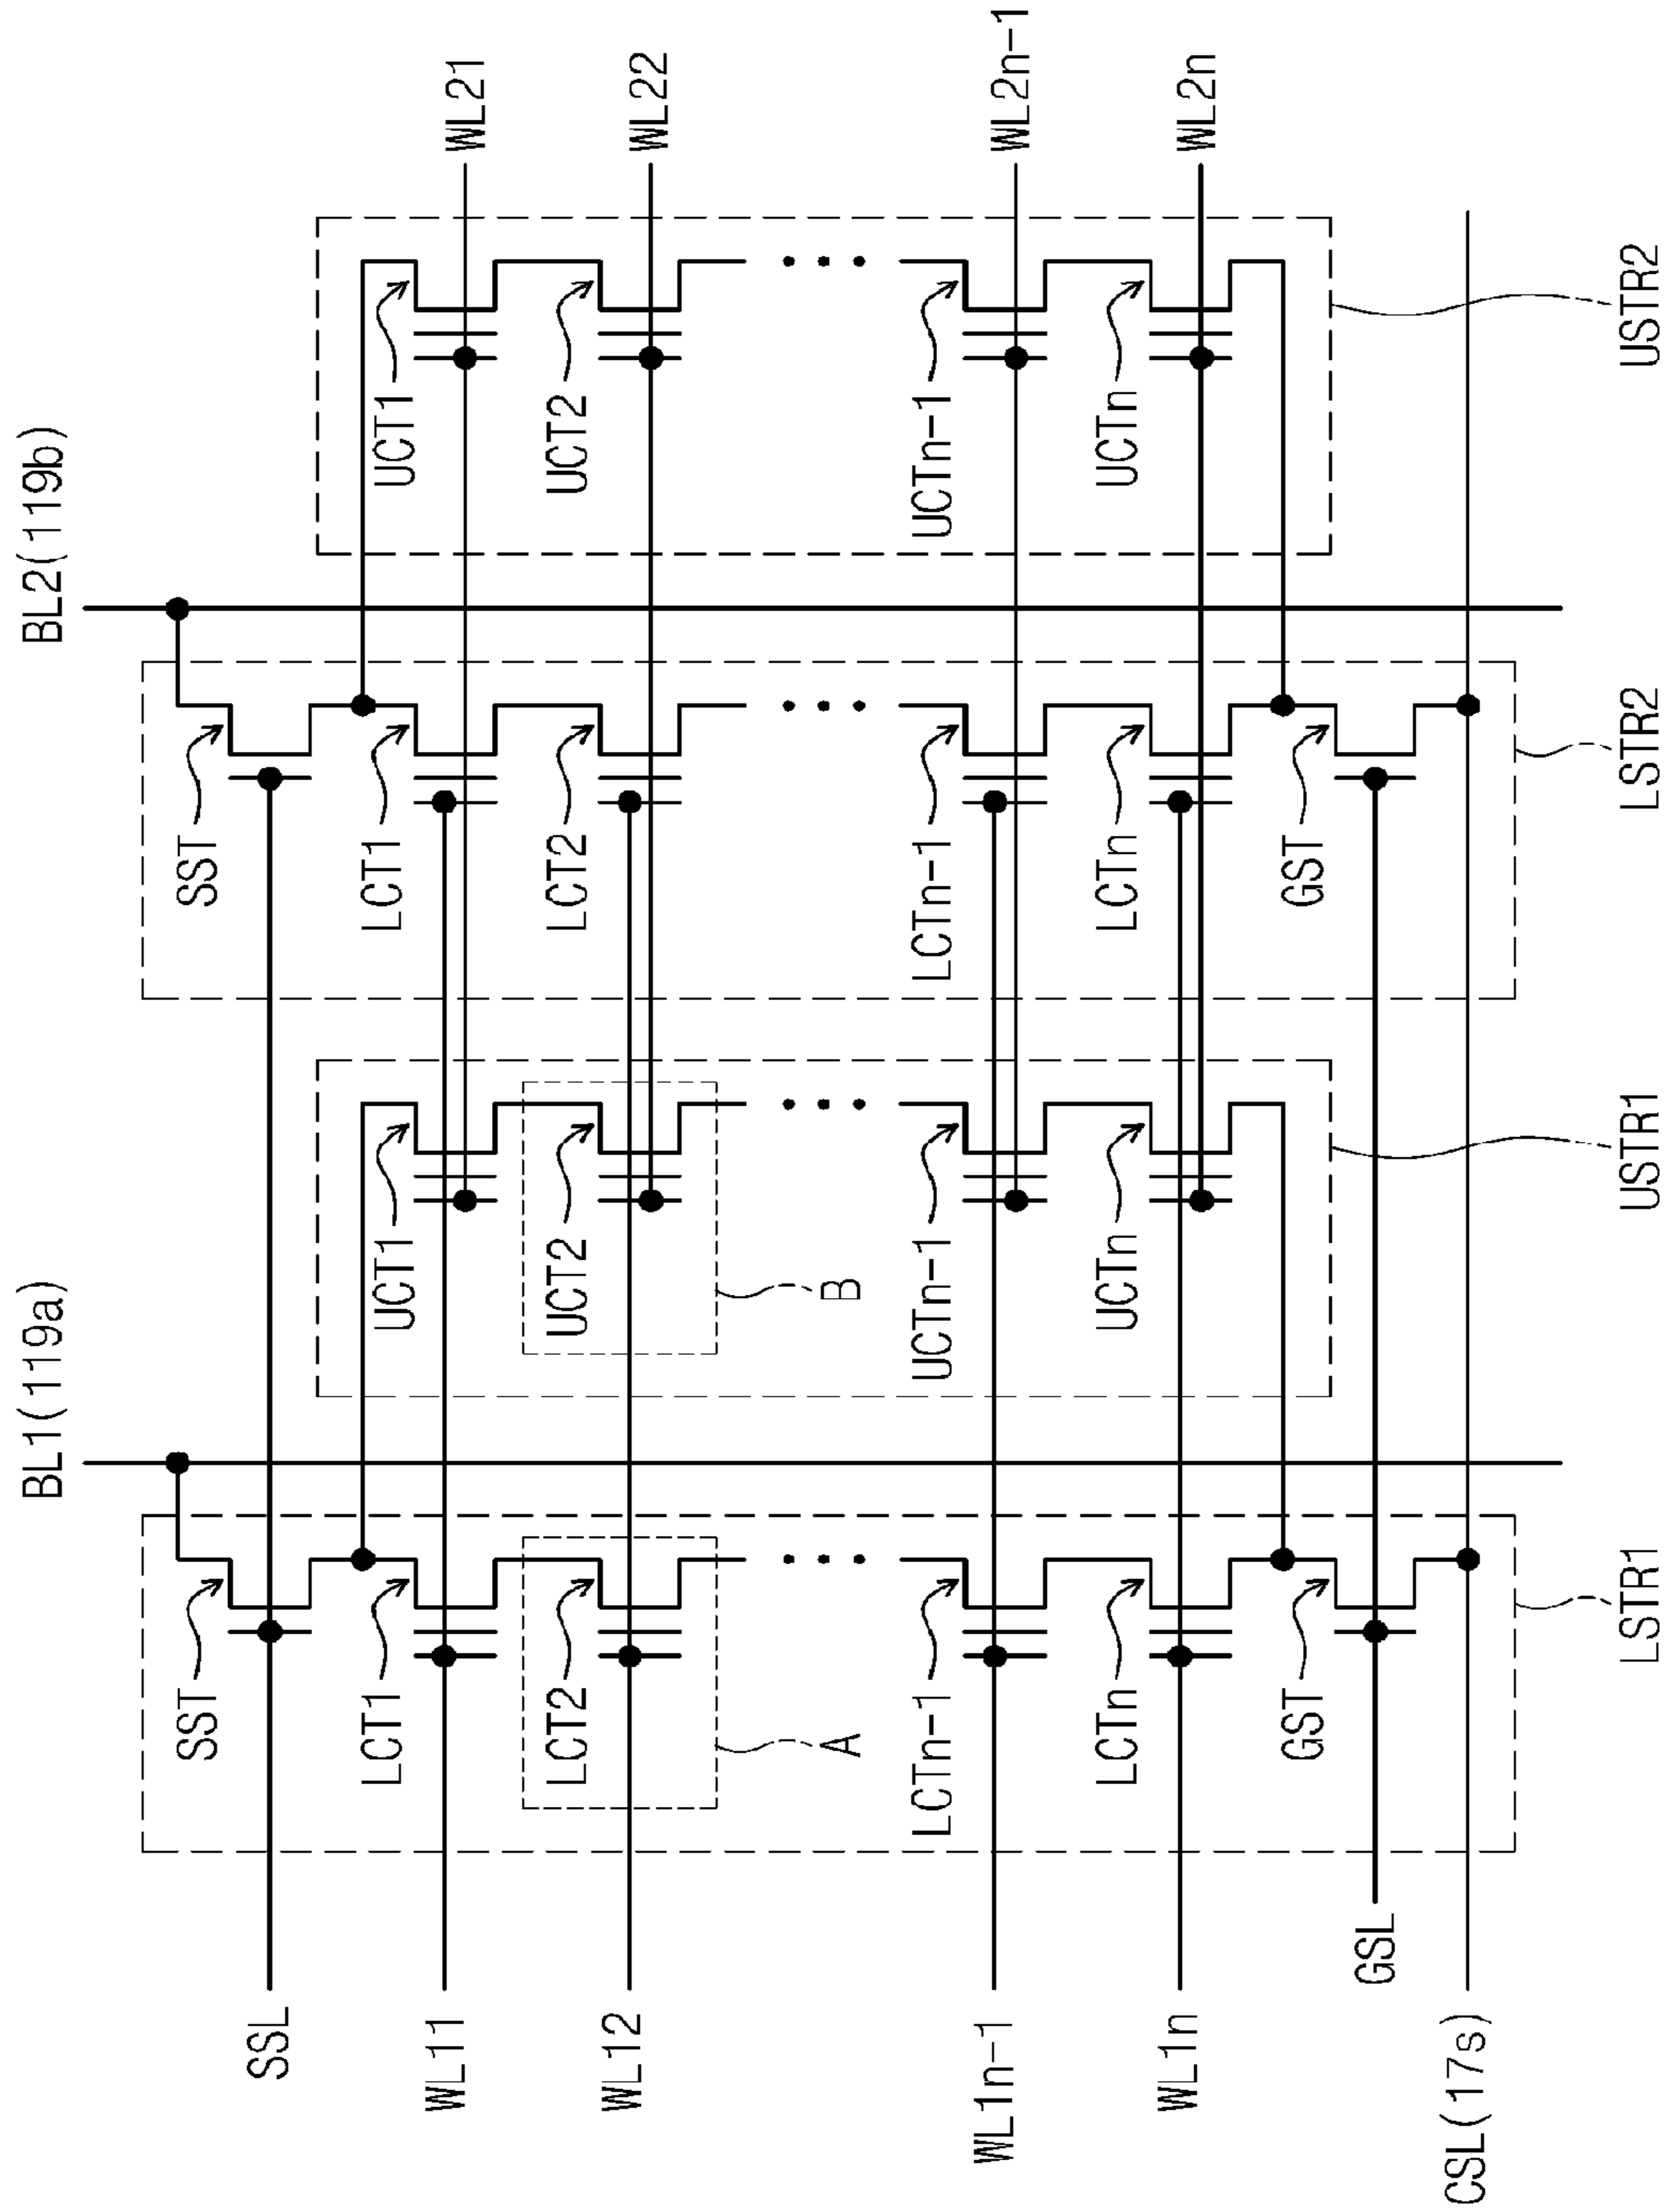 BL1(119a)
BL2(119b)
SSL
WL11
WL12
WL1n-1
WL1n
GSL
CSL(17s)
SST
LCT1
LCT2
A
LCTn-1
LCTn
GST
LSTR1
UCT1
UCT2
B
UCTn-1
UCTn
USTR1
SST
LCT1
LCT2
LCTn-1
LCTn
GST
LSTR2
UCT1
UCT2
UCTn-1
UCTn
USTR2
WL21
WL22
WL2n-1
WL2n